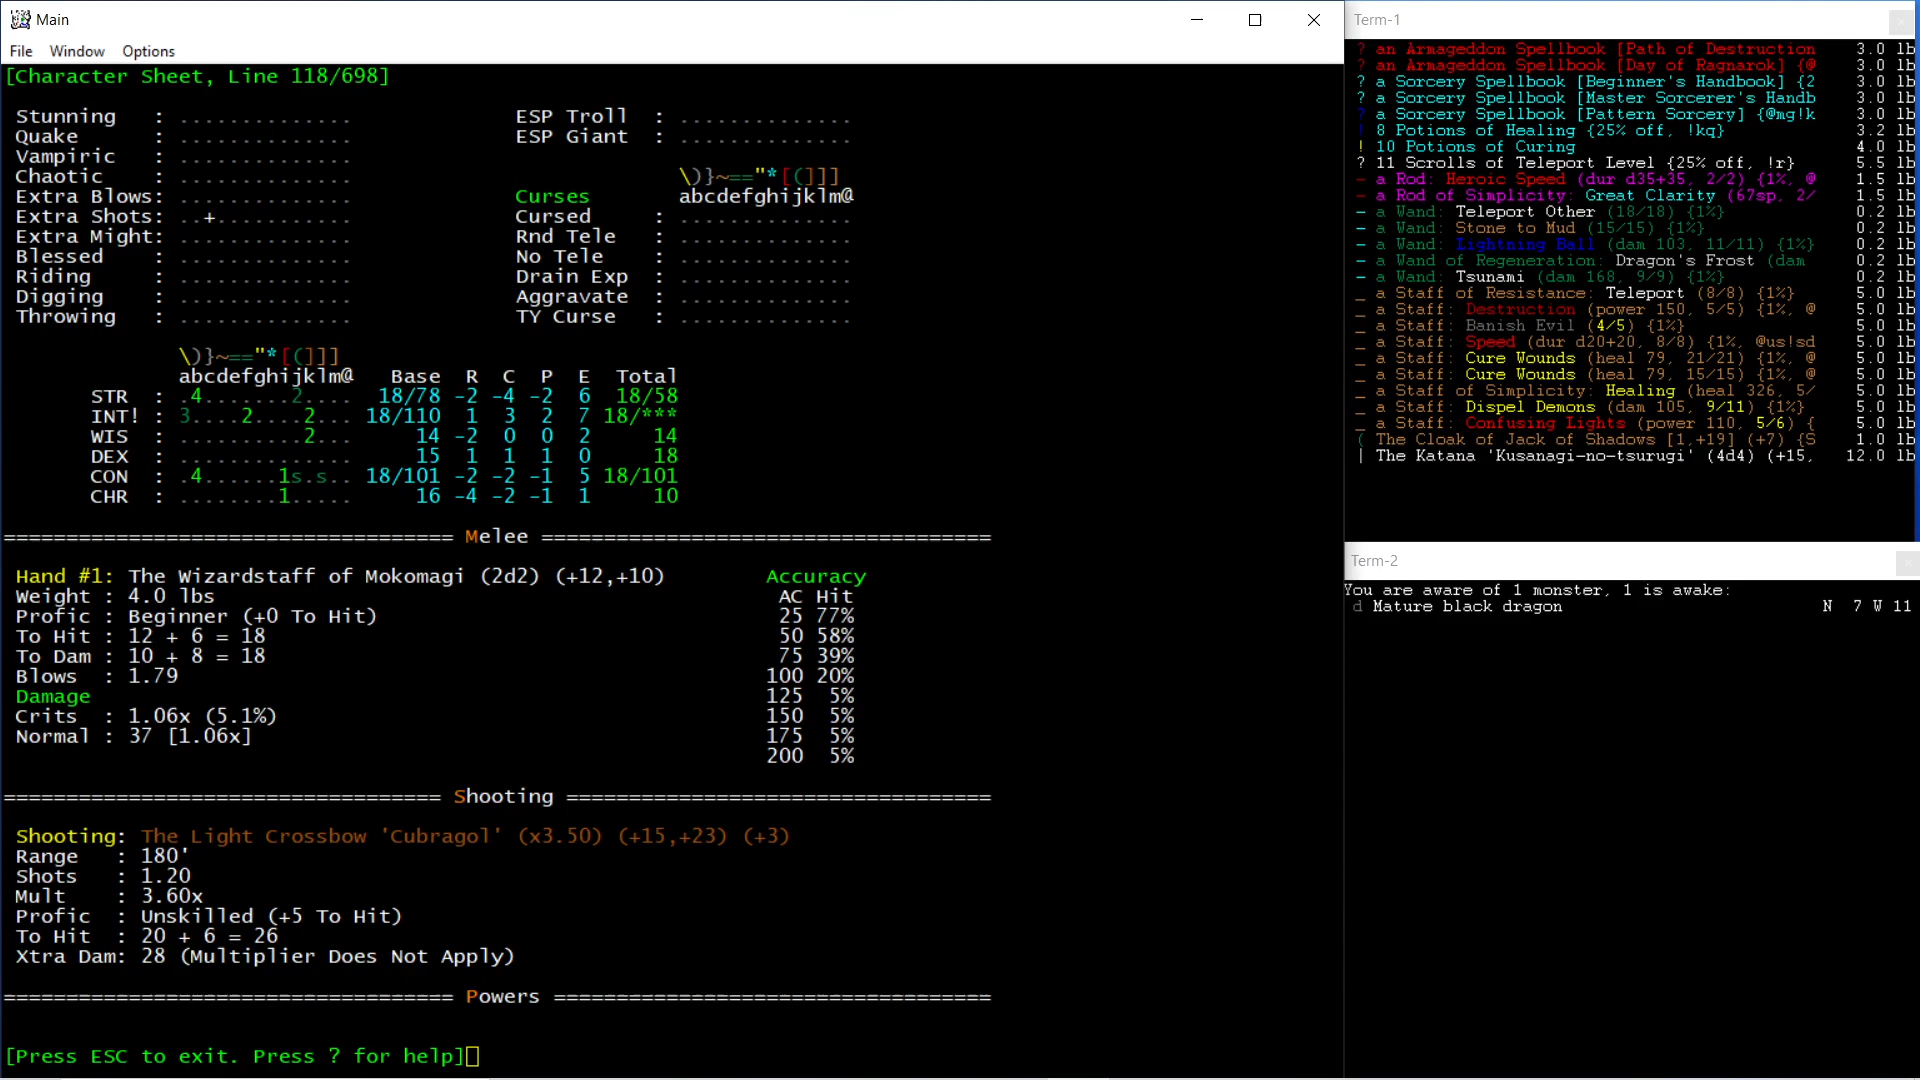 Main
File Window Options
[Character Sheet, Line 118/698]
Stunning : .............. ESP Troll : ..............
Quake : .............. ESP Giant : ..............
Vampiric : ..............
Chaotic : .............. \)}~=="*[(]]]
Extra Blows: .............. Curses abcdefghijklm@
Extra Shots: ..+........... Cursed : ..............
Extra Might: .............. Rnd Tele : ..............
Blessed : .............. No Tele : ..............
Riding : .............. Drain Exp : ..............
Digging : .............. Aggravate : ..............
Throwing : .............. TY Curse : ..............
\)}~=="*[(]]]
abcdefghijklm@ Base R C P E Total
STR : .4.......2.... 18/78 -2 -4 -2 6 18/58
INT! : 3....2....2... 18/110 1 3 2 7 18/***
WIS : ..........2... 14 -2 0 0 2 14
DEX : .............. 15 1 1 1 0 18
CON : .4......1s.s.. 18/101 -2 -2 -1 5 18/101
CHR : ........1..... 16 -4 -2 -1 1 10
==================================== Melee ====================================
Hand #1: The Wizardstaff of Mokomagi (2d2) (+12,+10) Accuracy
Weight : 4.0 lbs AC Hit
Profic : Beginner (+0 To Hit) 25 77%
To Hit : 12 + 6 = 18 50 58%
To Dam : 10 + 8 = 18 75 39%
Blows : 1.79 100 20%
Damage 125 5%
Crits : 1.06x (5.1%) 150 5%
Normal : 37 [1.06x] 175 5%
200 5%
=================================== Shooting ==================================
Shooting: The Light Crossbow 'Cubragol' (x3.50) (+15,+23) (+3)
Range : 180'
Shots : 1.20
Mult : 3.60x
Profic : Unskilled (+5 To Hit)
To Hit : 20 + 6 = 26
Xtra Dam: 28 (Multiplier Does Not Apply)
==================================== Powers ===================================
[Press ESC to exit. Press ? for help]
Term-1
? an Armageddon Spellbook [Path of Destruction 3.0 lb
? an Armageddon Spellbook [Day of Ragnarok] {@ 3.0 lb
? a Sorcery Spellbook [Beginner's Handbook] {2 3.0 lb
? a Sorcery Spellbook [Master Sorcerer's Handb 3.0 lb
? a Sorcery Spellbook [Pattern Sorcery] {@mg!k 3.0 lb
! 8 Potions of Healing {25% off, !kq} 3.2 lb
! 10 Potions of Curing 4.0 lb
? 11 Scrolls of Teleport Level {25% off, !r} 5.5 lb
- a Rod: Heroic Speed (dur d35+35, 2/2) {1%, @ 1.5 lb
- a Rod of Simplicity: Great Clarity (67sp, 2/ 1.5 lb
- a Wand: Teleport Other (18/18) {1%} 0.2 lb
- a Wand: Stone to Mud (15/15) {1%} 0.2 lb
- a Wand: Lightning Ball (dam 103, 11/11) {1%} 0.2 lb
- a Wand of Regeneration: Dragon's Frost (dam 0.2 lb
- a Wand: Tsunami (dam 168, 9/9) {1%} 0.2 lb
_ a Staff of Resistance: Teleport (8/8) {1%} 5.0 lb
_ a Staff: Destruction (power 150, 5/5) {1%, @ 5.0 lb
_ a Staff: Banish Evil (4/5) {1%} 5.0 lb
_ a Staff: Speed (dur d20+20, 8/8) {1%, @us!sd 5.0 lb
_ a Staff: Cure Wounds (heal 79, 21/21) {1%, @ 5.0 lb
_ a Staff: Cure Wounds (heal 79, 15/15) {1%, @ 5.0 lb
_ a Staff of Simplicity: Healing (heal 326, 5/ 5.0 lb
_ a Staff: Dispel Demons (dam 105, 9/11) {1%} 5.0 lb
_ a Staff: Confusing Lights (power 110, 5/6) { 5.0 lb
( The Cloak of Jack of Shadows [1,+19] (+7) {S 1.0 lb
| The Katana 'Kusanagi-no-tsurugi' (4d4) (+15, 12.0 lb
Term-2
You are aware of 1 monster, 1 is awake:
d Mature black dragon N 7 W 11